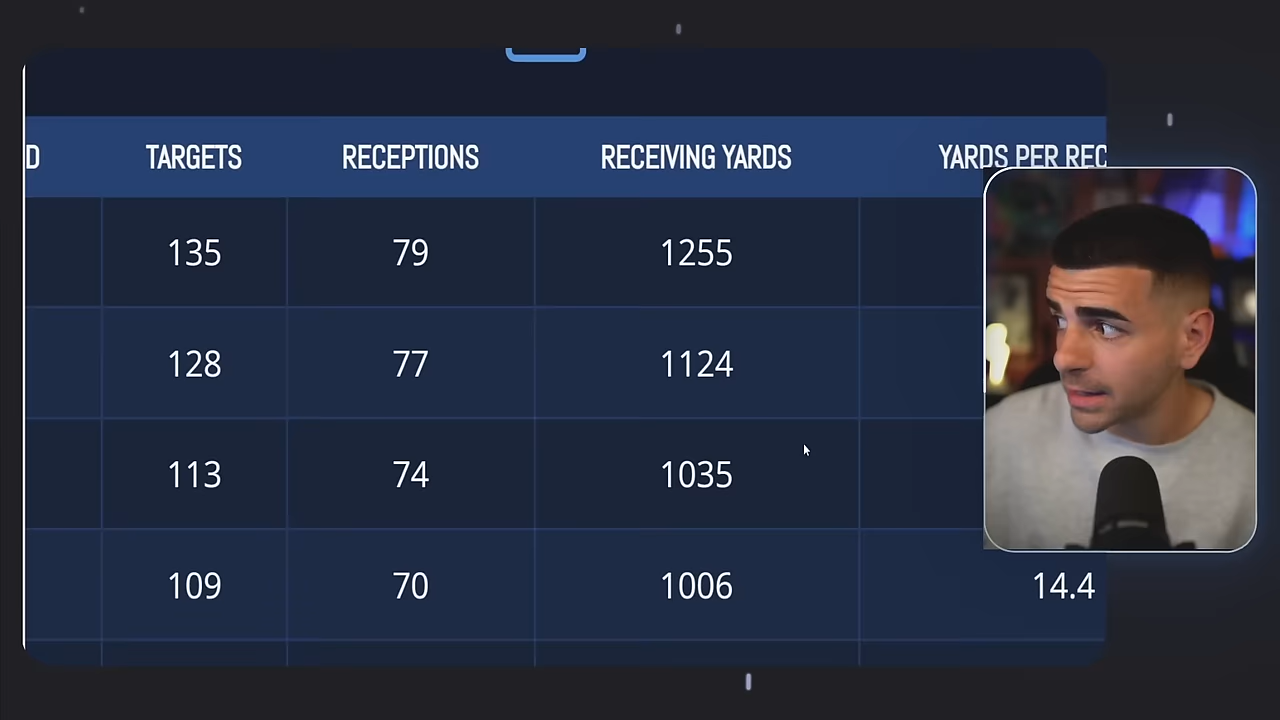 D TARGETS RECEPTIONS RECEIVING YARDS YARDS PER REC
135 79 1255
128 77 1124
113 74 1035
109 70 1006 14.4